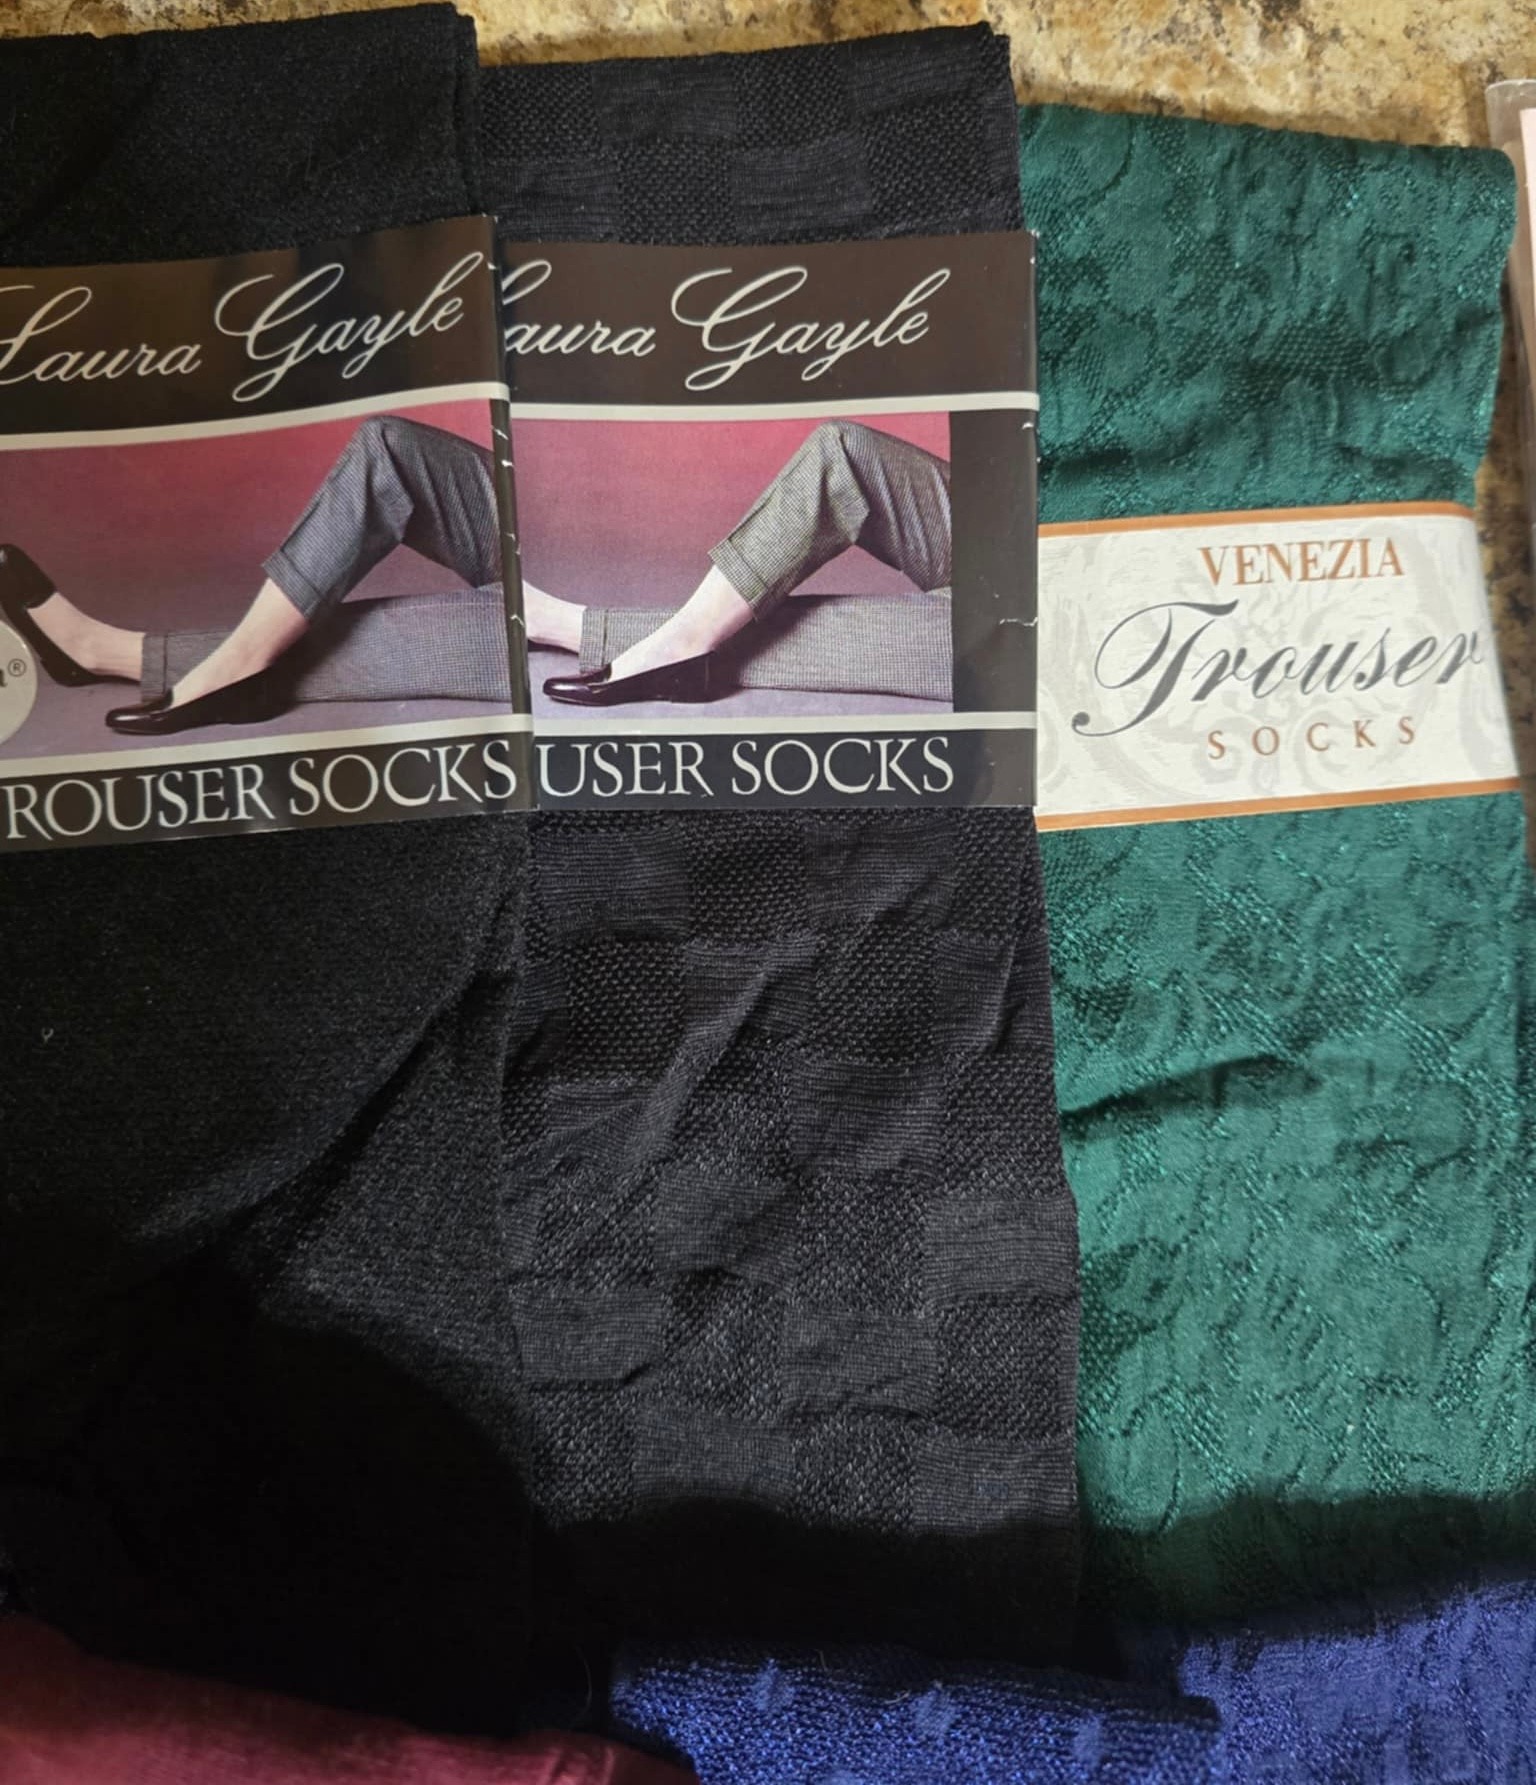 Laura Gayle
ROUSER SOCKS
aura Gayle
USER SOCKS
VENEZIA
Trouser
SOCKS